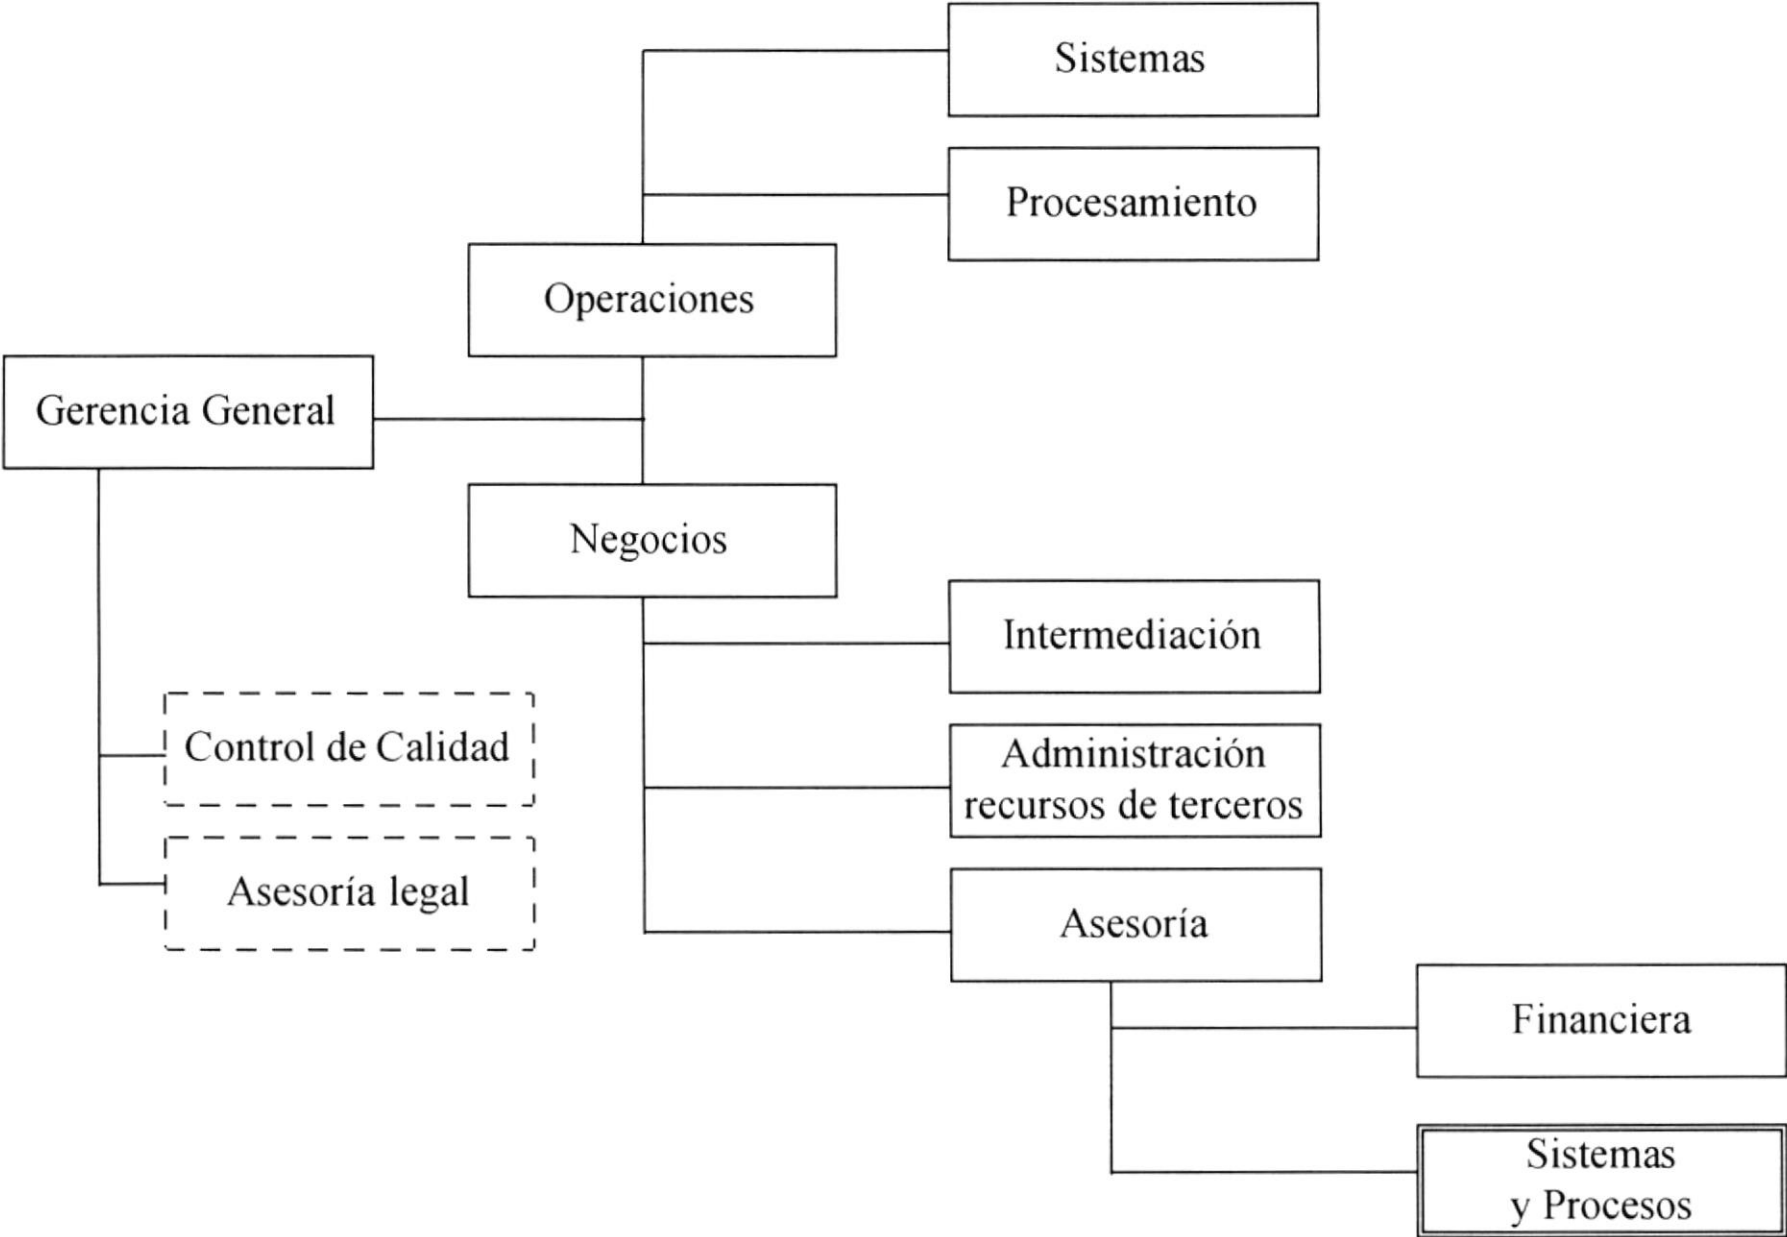 Sistemas
Procesamiento
Operaciones
Gerencia General
Negocios
Intermediación
Control de Calidad
Administración
recursos de terceros
Asesoría legal
Asesoría
Financiera
Sistemas
y Procesos